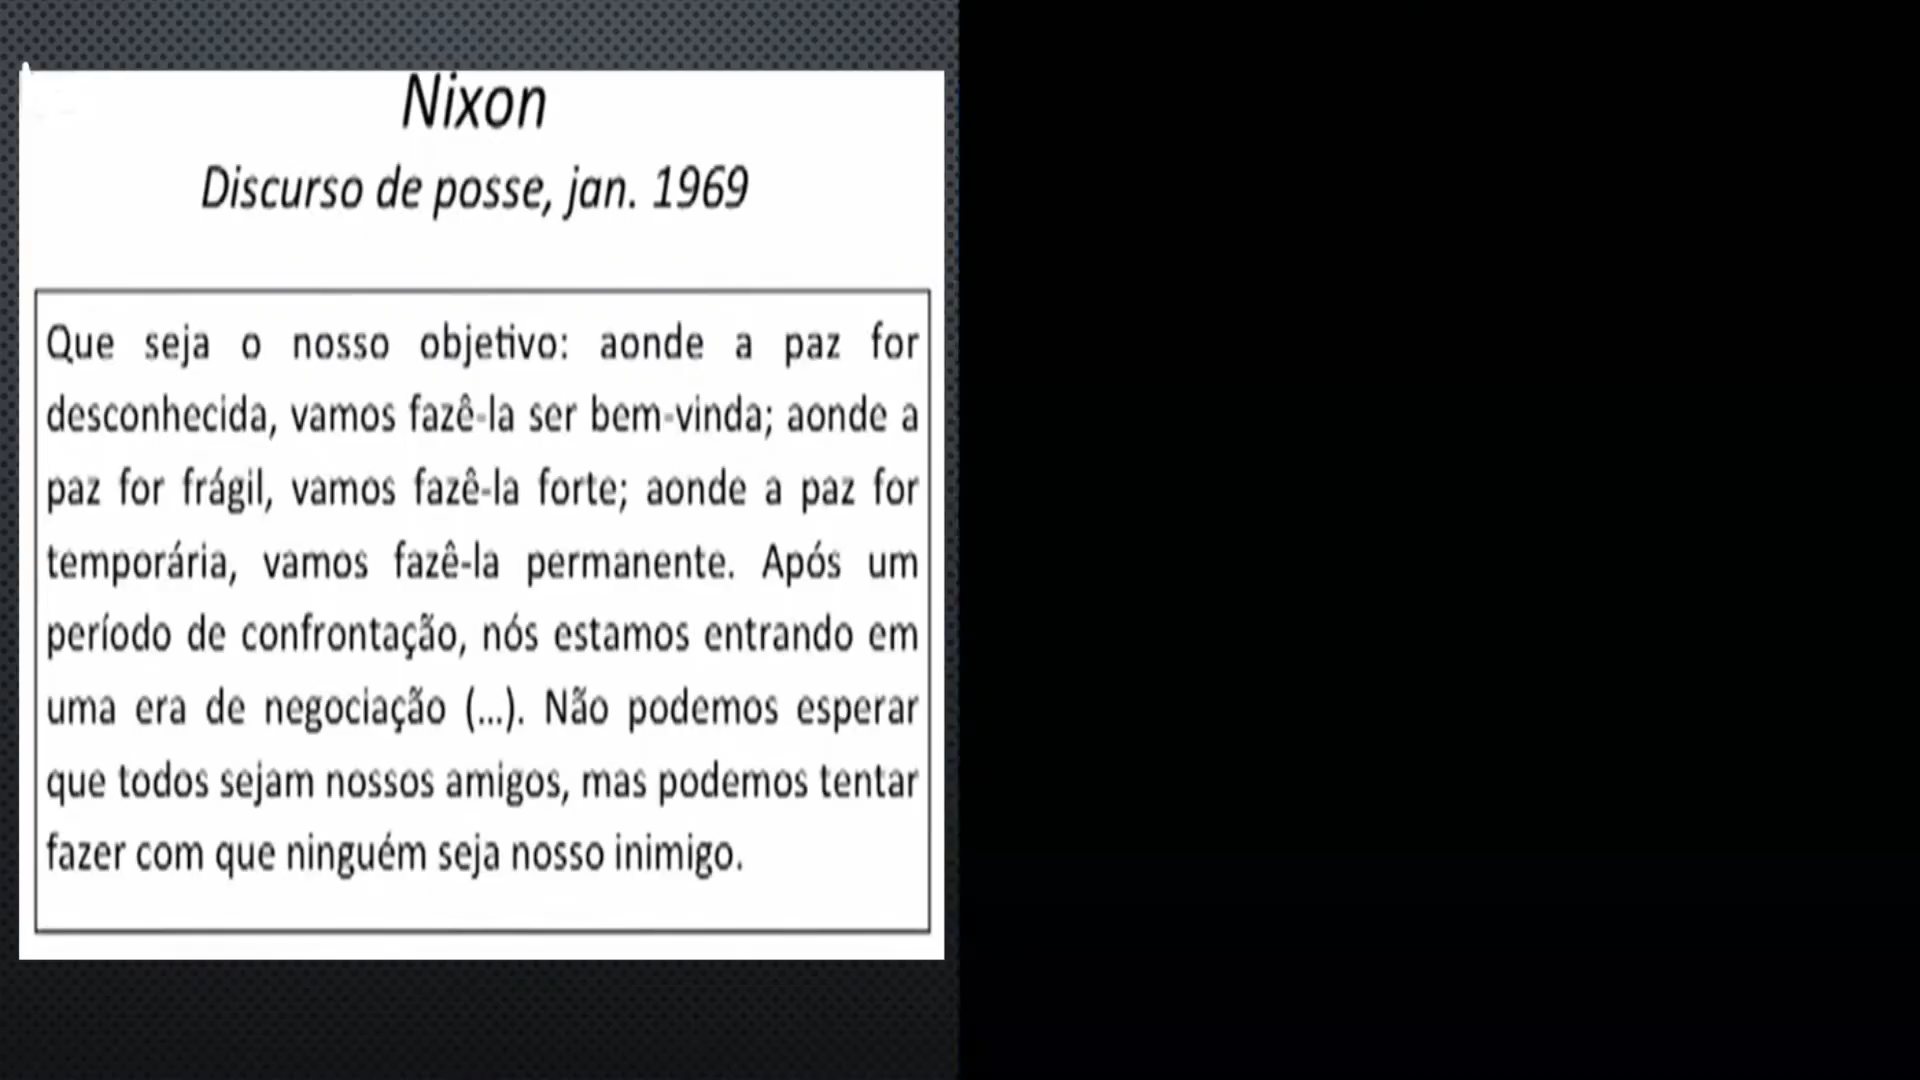 Nixon
Discurso de posse, jan. 1969
Que seja o nosso objetivo: aonde a paz for
desconhecida, vamos fazê-la ser bem-vinda; aonde a
paz for frágil, vamos fazê-la forte; aonde a paz for
temporária, vamos fazê-la permanente. Após um
período de confrontação, nós estamos entrando em
uma era de negociação (...). Não podemos esperar
que todos sejam nossos amigos, mas podemos tentar
fazer com que ninguém seja nosso inimigo.